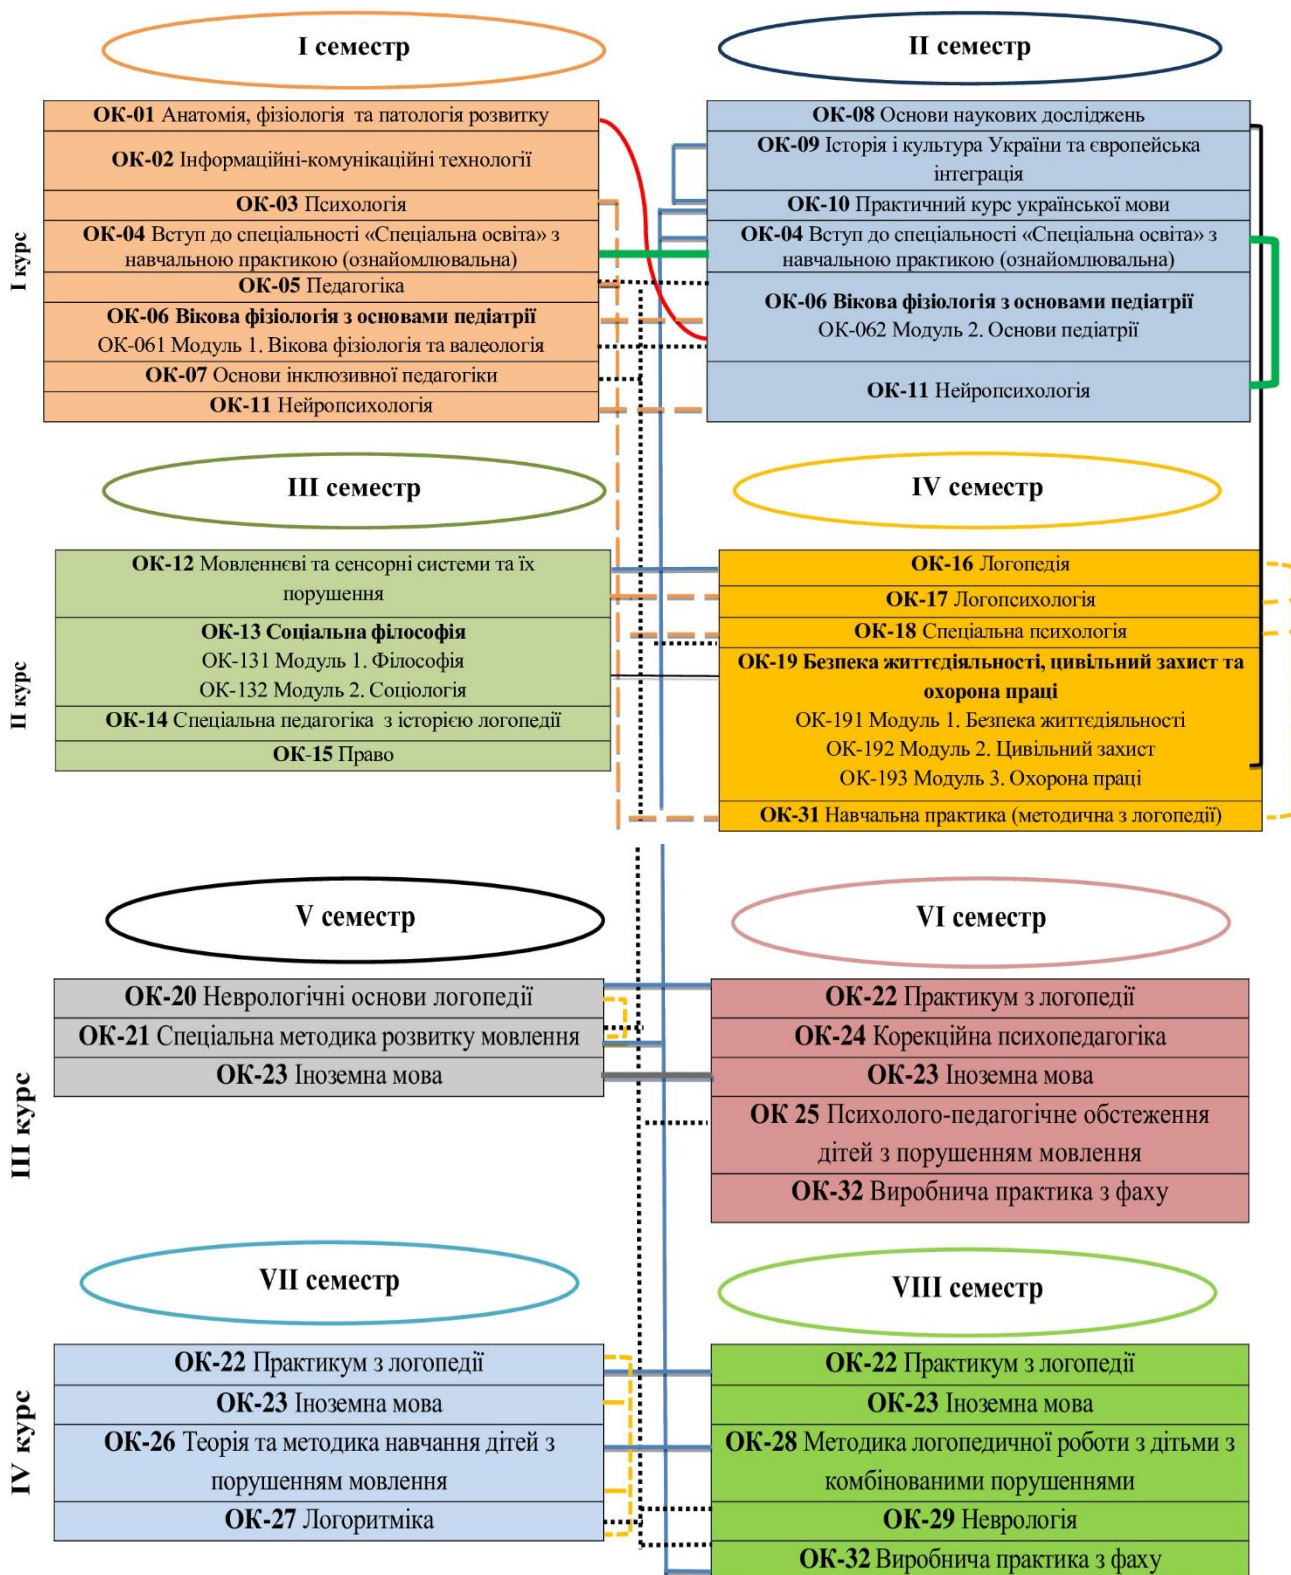 I семестр
II семестр
I курс
ОК-01 Анатомія, фізіологія та патологія розвитку
ОК-02 Інформаційні-комунікаційні технології
ОК-03 Психологія
ОК-04 Вступ до спеціальності «Спеціальна освіта» з
навчальною практикою (ознайомлювальна)
ОК-05 Педагогіка
ОК-06 Вікова фізіологія з основами педіатрії
ОК-061 Модуль 1. Вікова фізіологія та валеологія
ОК-07 Основи інклюзивної педагогіки
ОК-11 Нейропсихологія
ОК-08 Основи наукових досліджень
ОК-09 Історія і культура України та європейська
інтеграція
ОК-10 Практичний курс української мови
ОК-04 Вступ до спеціальності «Спеціальна освіта» з
навчальною практикою (ознайомлювальна)
ОК-06 Вікова фізіологія з основами педіатрії
ОК-062 Модуль 2. Основи педіатрії
ОК-11 Нейропсихологія
III семестр
IV семестр
II курс
ОК-12 Мовленнєві та сенсорні системи та їх
порушення
ОК-13 Соціальна філософія
ОК-131 Модуль 1. Філософія
ОК-132 Модуль 2. Соціологія
ОК-14 Спеціальна педагогіка з історією логопедії
ОК-15 Право
ОК-16 Логопедія
ОК-17 Логопсихологія
ОК-18 Спеціальна психологія
ОК-19 Безпека життєдіяльності, цивільний захист та
охорона праці
ОК-191 Модуль 1. Безпека життєдіяльності
ОК-192 Модуль 2. Цивільний захист
ОК-193 Модуль 3. Охорона праці
ОК-31 Навчальна практика (методична з логопедії)
V семестр
VI семестр
III курс
ОК-20 Неврологічні основи логопедії
ОК-21 Спеціальна методика розвитку мовлення
ОК-23 Іноземна мова
ОК-22 Практикум з логопедії
ОК-24 Корекційна психопедагогіка
ОК-23 Іноземна мова
ОК 25 Психолого-педагогічне обстеження
дітей з порушенням мовлення
ОК-32 Виробнича практика з фаху
VII семестр
VIII семестр
IV курс
ОК-22 Практикум з логопедії
ОК-23 Іноземна мова
ОК-26 Теорія та методика навчання дітей з
порушенням мовлення
ОК-27 Логоритміка
ОК-22 Практикум з логопедії
ОК-23 Іноземна мова
ОК-28 Методика логопедичної роботи з дітьми з
комбінованими порушеннями
ОК-29 Неврологія
ОК-32 Виробнича практика з фаху